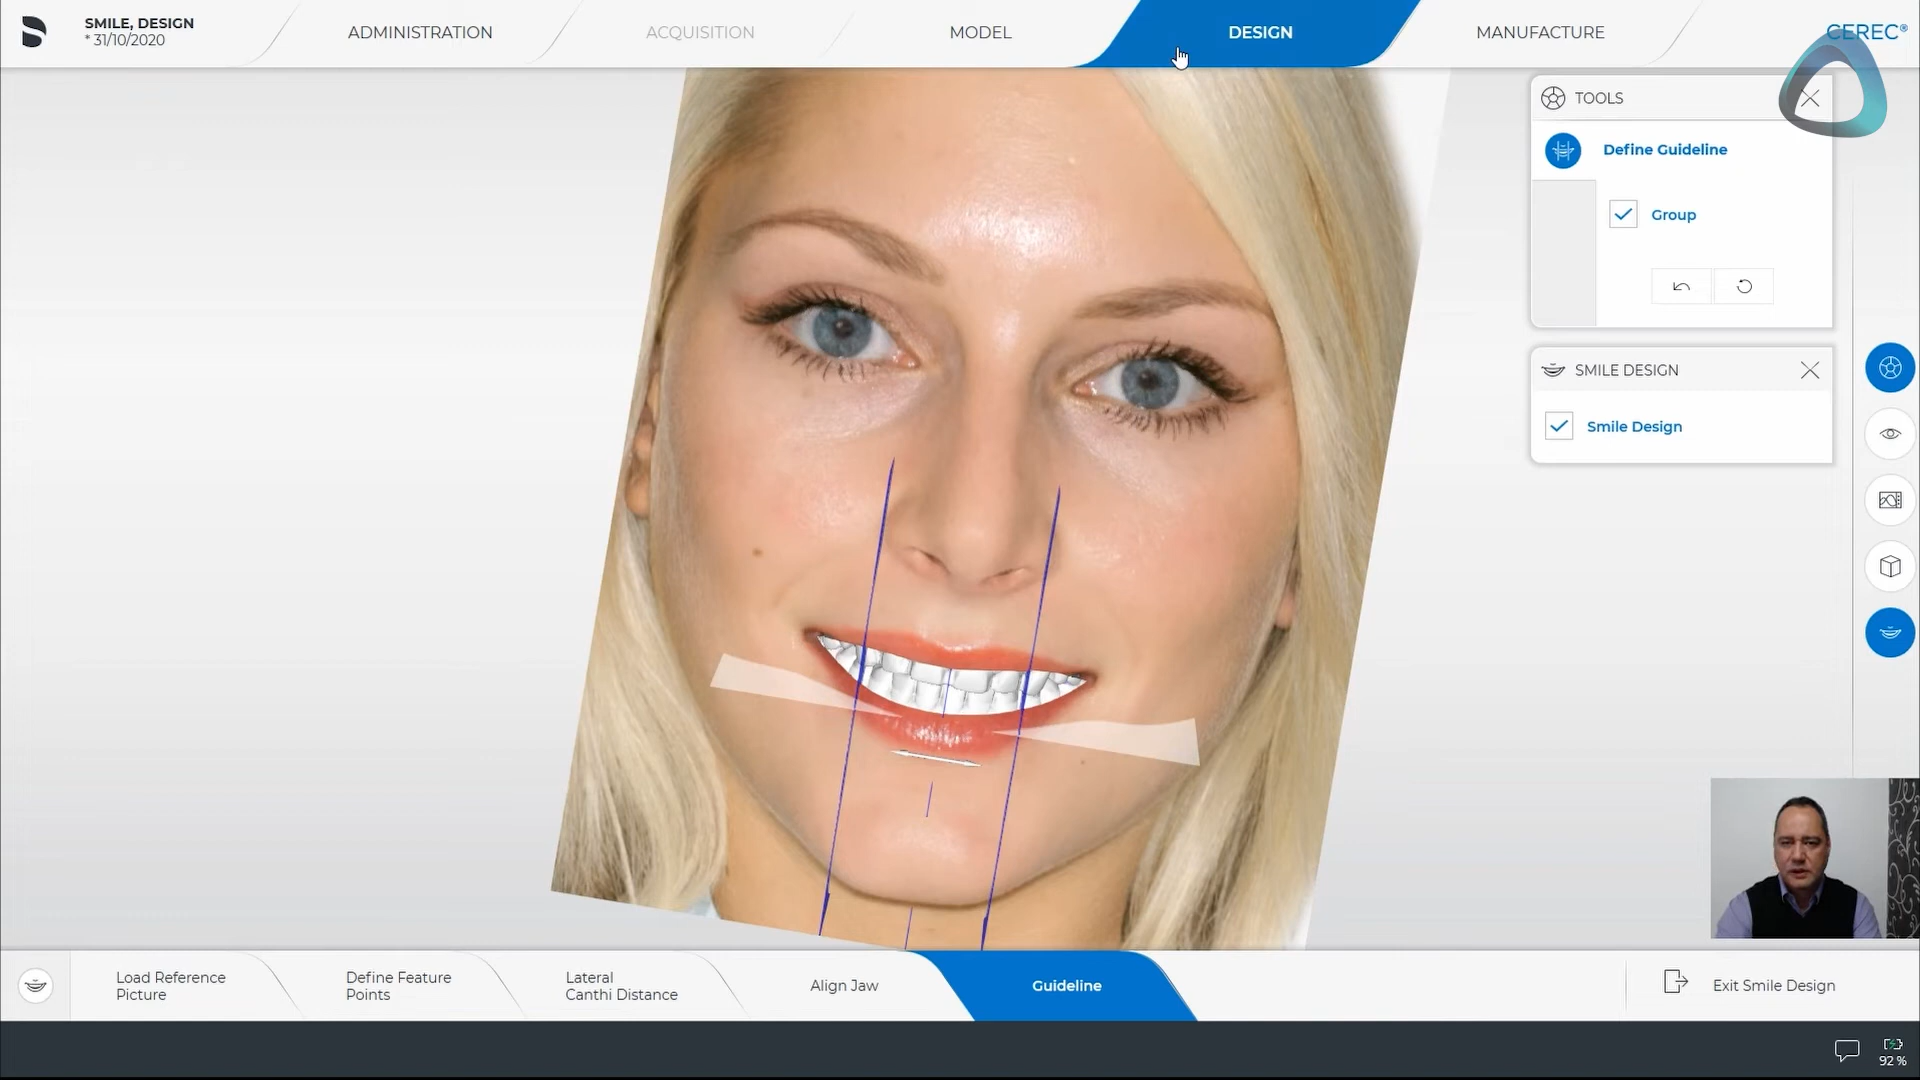 SMILE, DESIGN
* 31/10/2020
ADMINISTRATION
ACQUISITION
MODEL
DESIGN
MANUFACTURE
CEREC®
TOOLS
Define Guideline
Group
SMILE DESIGN
Smile Design
Load Reference
Picture
Define Feature
Points
Lateral
Canthi Distance
Align Jaw
Guideline
Exit Smile Design
92 %